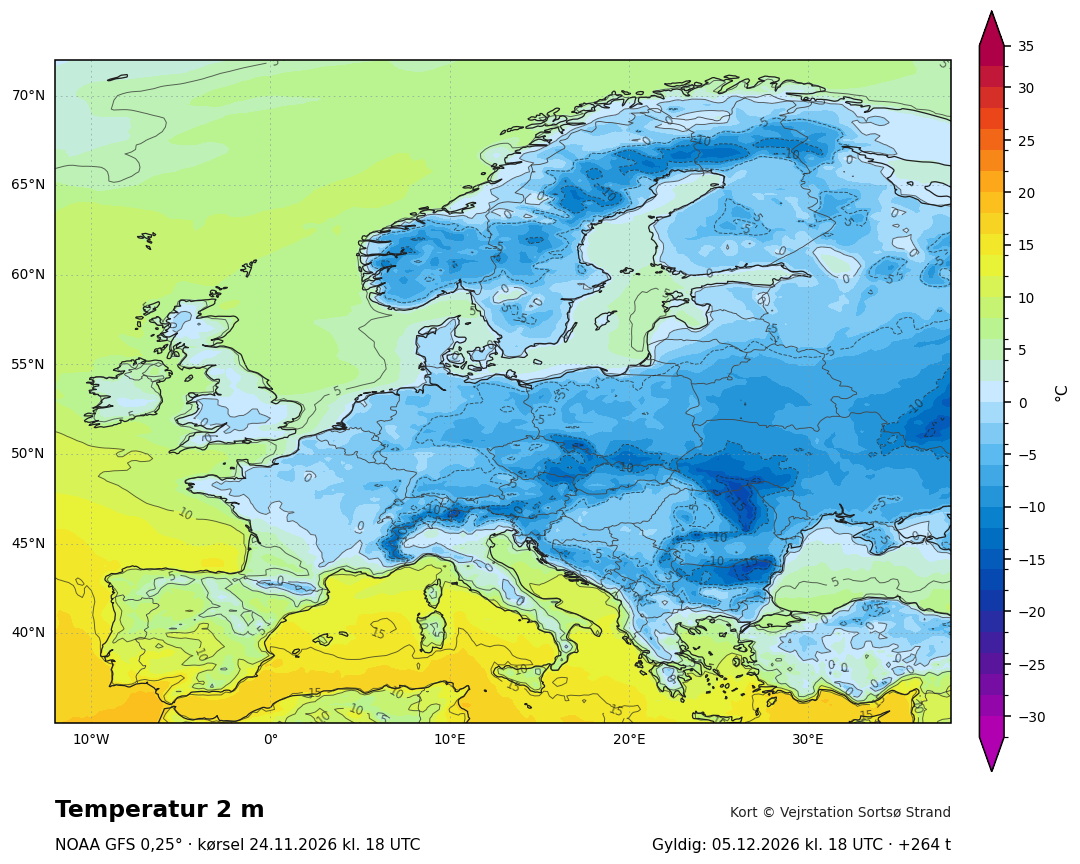 35
30
25
20
15
10
5
0
−5
−10
−15
−20
−25
−30
°C
70°N
65°N
60°N
55°N
50°N
45°N
40°N
10°W
0°
10°E
20°E
30°E
Temperatur 2 m
Kort © Vejrstation Sortsø Strand
NOAA GFS 0,25° · kørsel 24.11.2026 kl. 18 UTC
Gyldig: 05.12.2026 kl. 18 UTC · +264 t